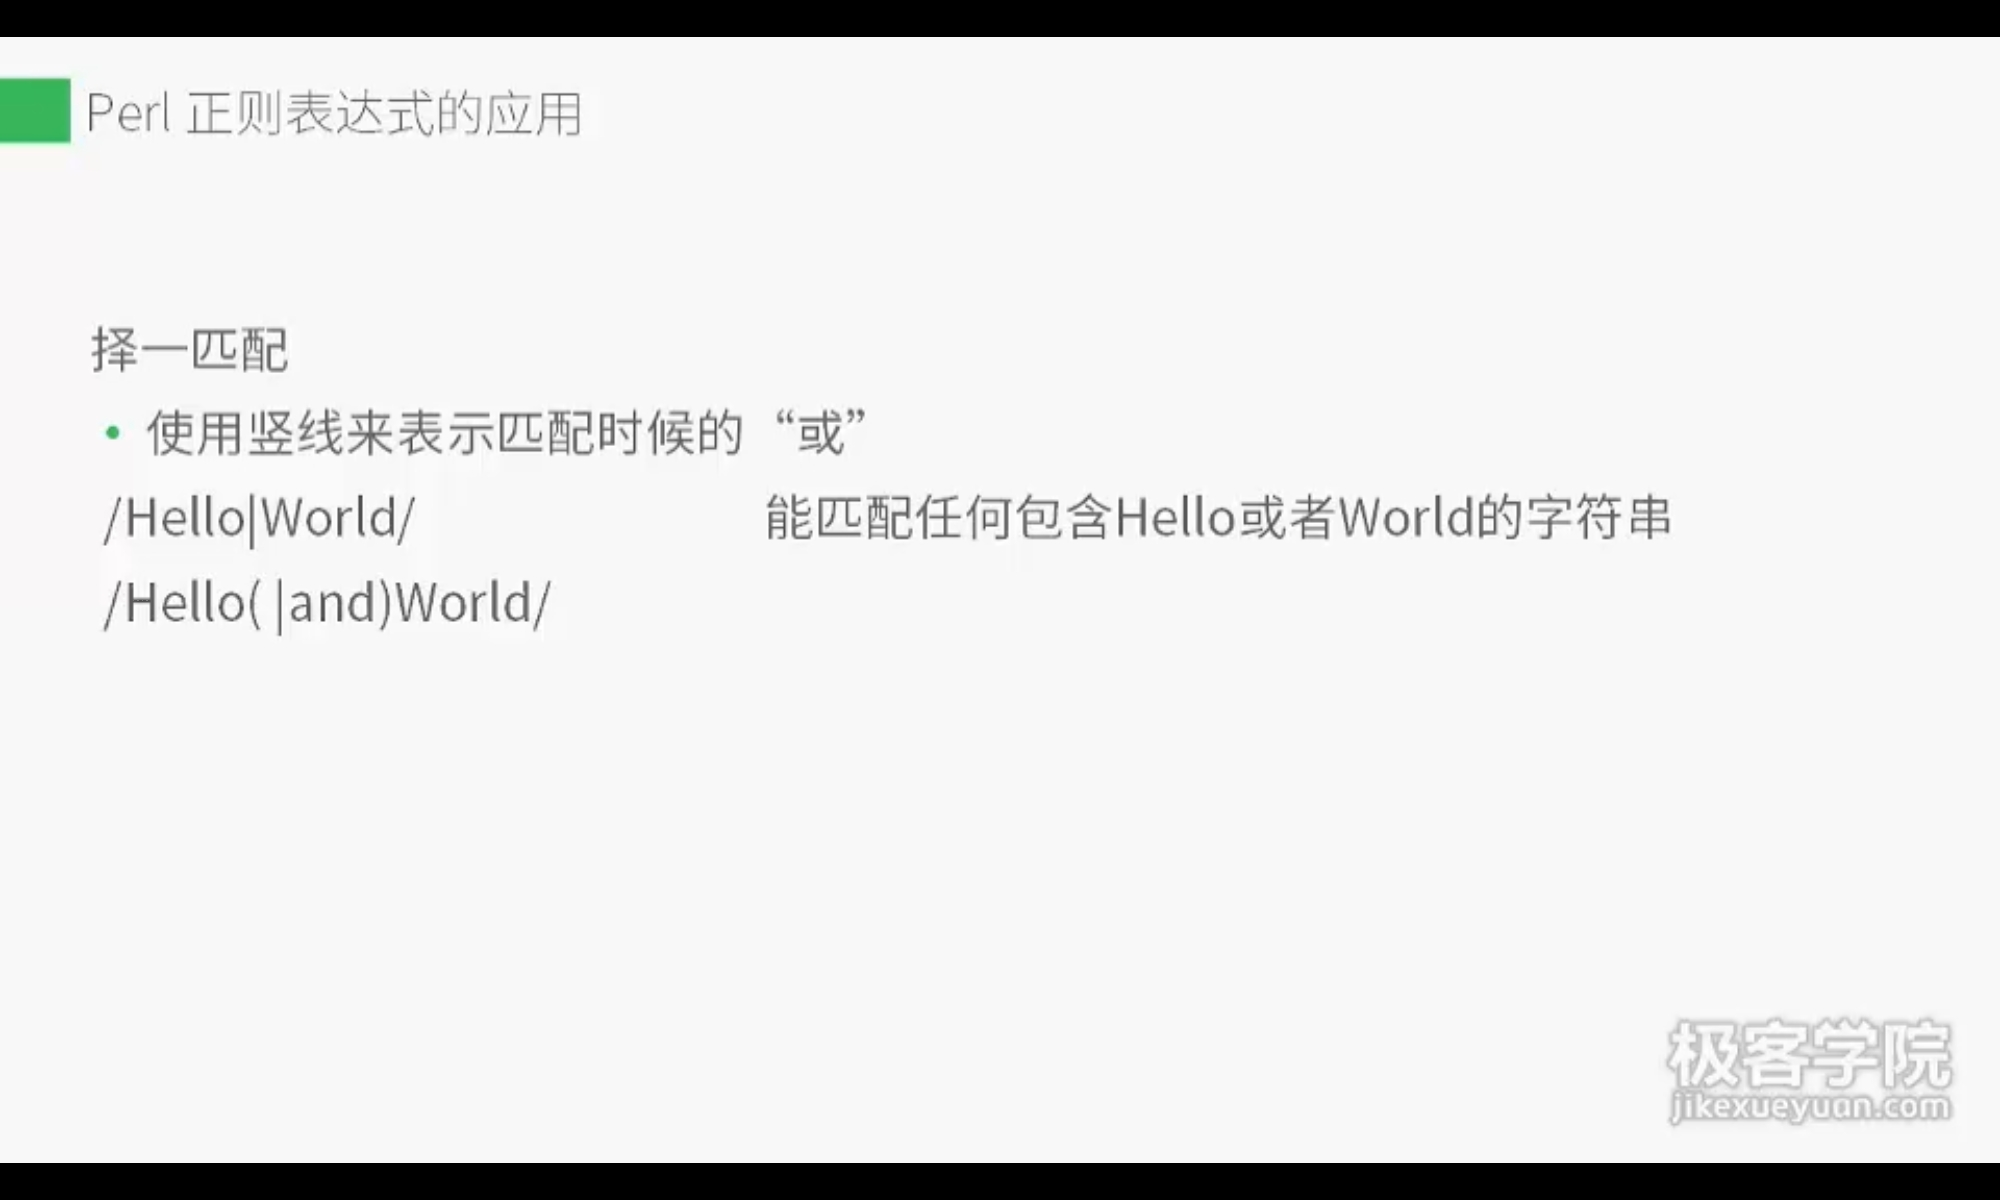 Perl 正则表达式的应用
择一匹配
• 使用竖线来表示匹配时候的“或”
/Hello|World/ 能匹配任何包含Hello或者World的字符串
/Hello( |and)World/
极客学院
jikexueyuan.com